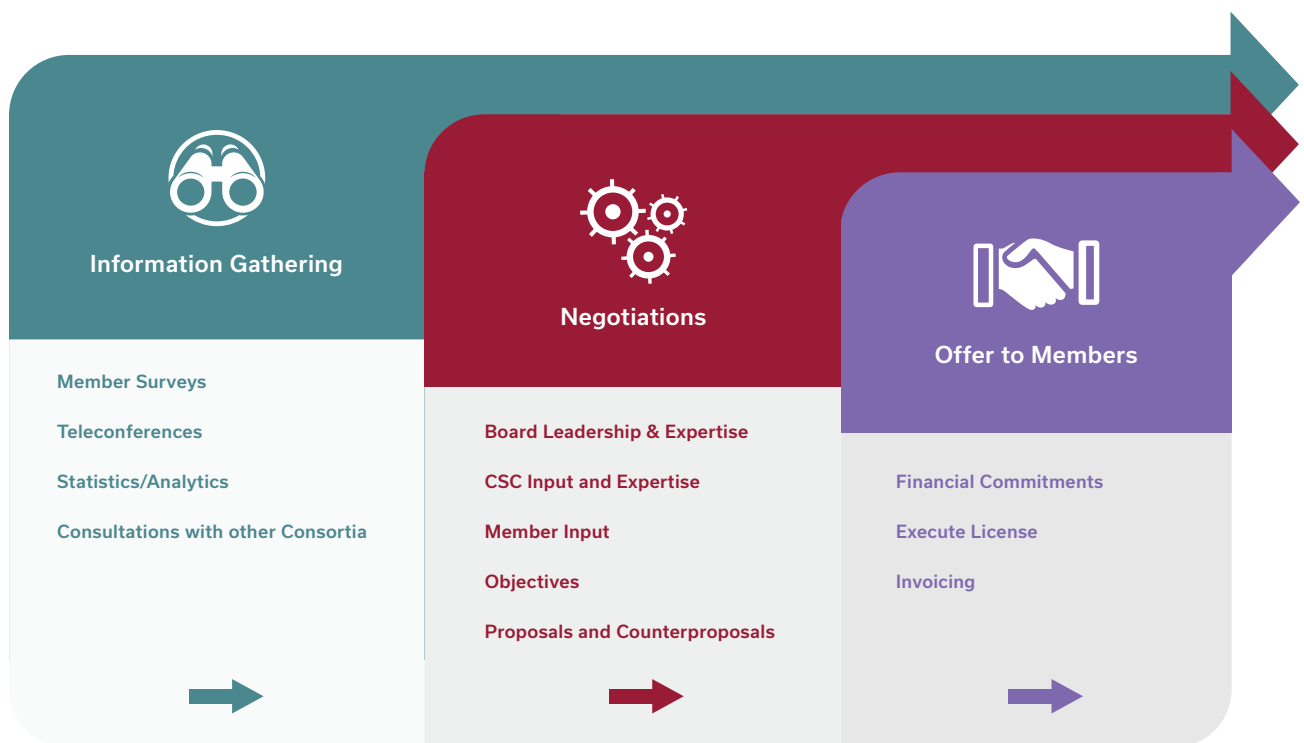 Information Gathering
Member Surveys
Teleconferences
Statistics/Analytics
Consultations with other Consortia
Negotiations
Board Leadership & Expertise
CSC Input and Expertise
Member Input
Objectives
Proposals and Counterproposals
Offer to Members
Financial Commitments
Execute License
Invoicing